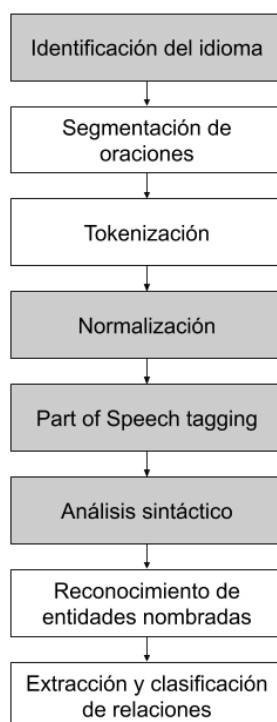 Identificación del idioma
Segmentación de
oraciones
Tokenización
Normalización
Part of Speech tagging
Análisis sintáctico
Reconocimiento de
entidades nombradas
Extracción y clasificación
de relaciones